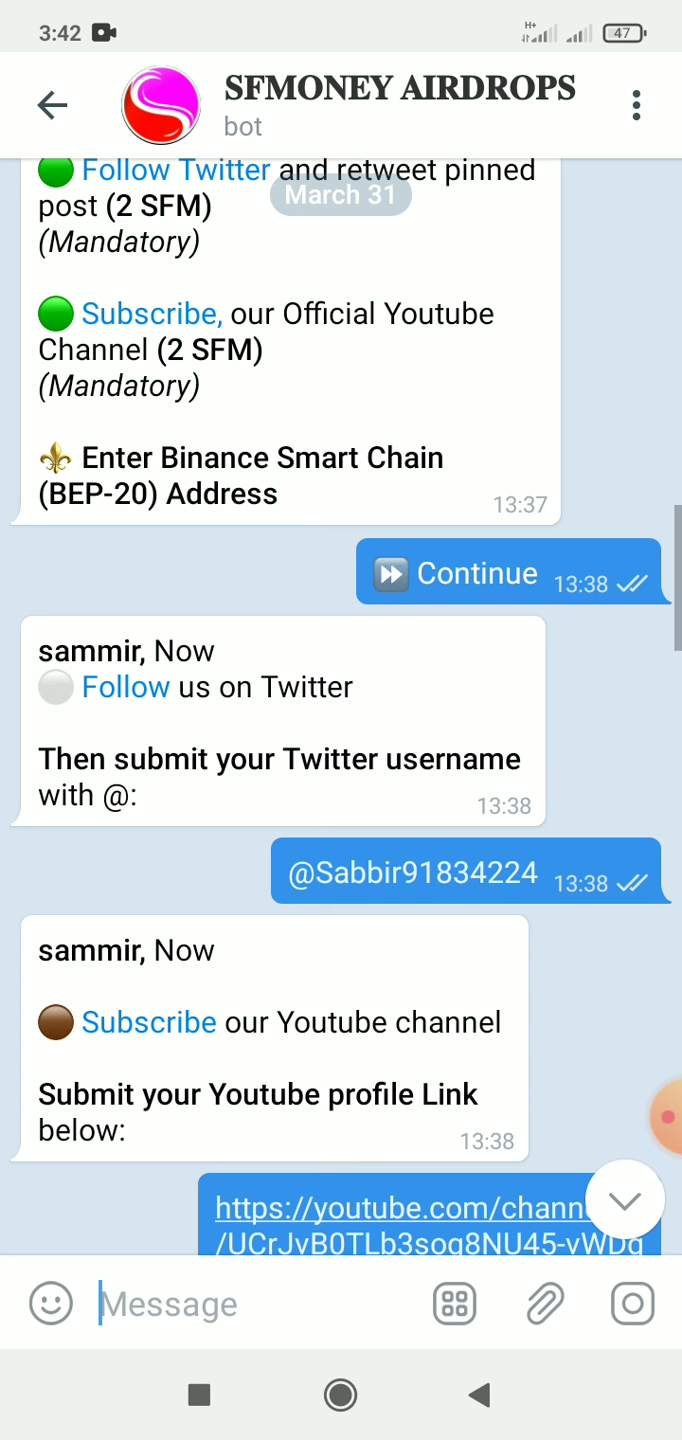 3:42
H+
47
SFMONEY AIRDROPS
bot
Follow Twitter and retweet pinned
March 31
post (2 SFM)
(Mandatory)
Subscribe, our Official Youtube
Channel (2 SFM)
(Mandatory)
Enter Binance Smart Chain
(BEP-20) Address
13:37
Continue 13:38
sammir, Now
Follow us on Twitter
Then submit your Twitter username
with @:
13:38
@Sabbir91834224 13:38
sammir, Now
Subscribe our Youtube channel
Submit your Youtube profile Link
below:
13:38
https://youtube.com/chann
/UCrJvB0TLb3sog8NU45-vWDg
Message